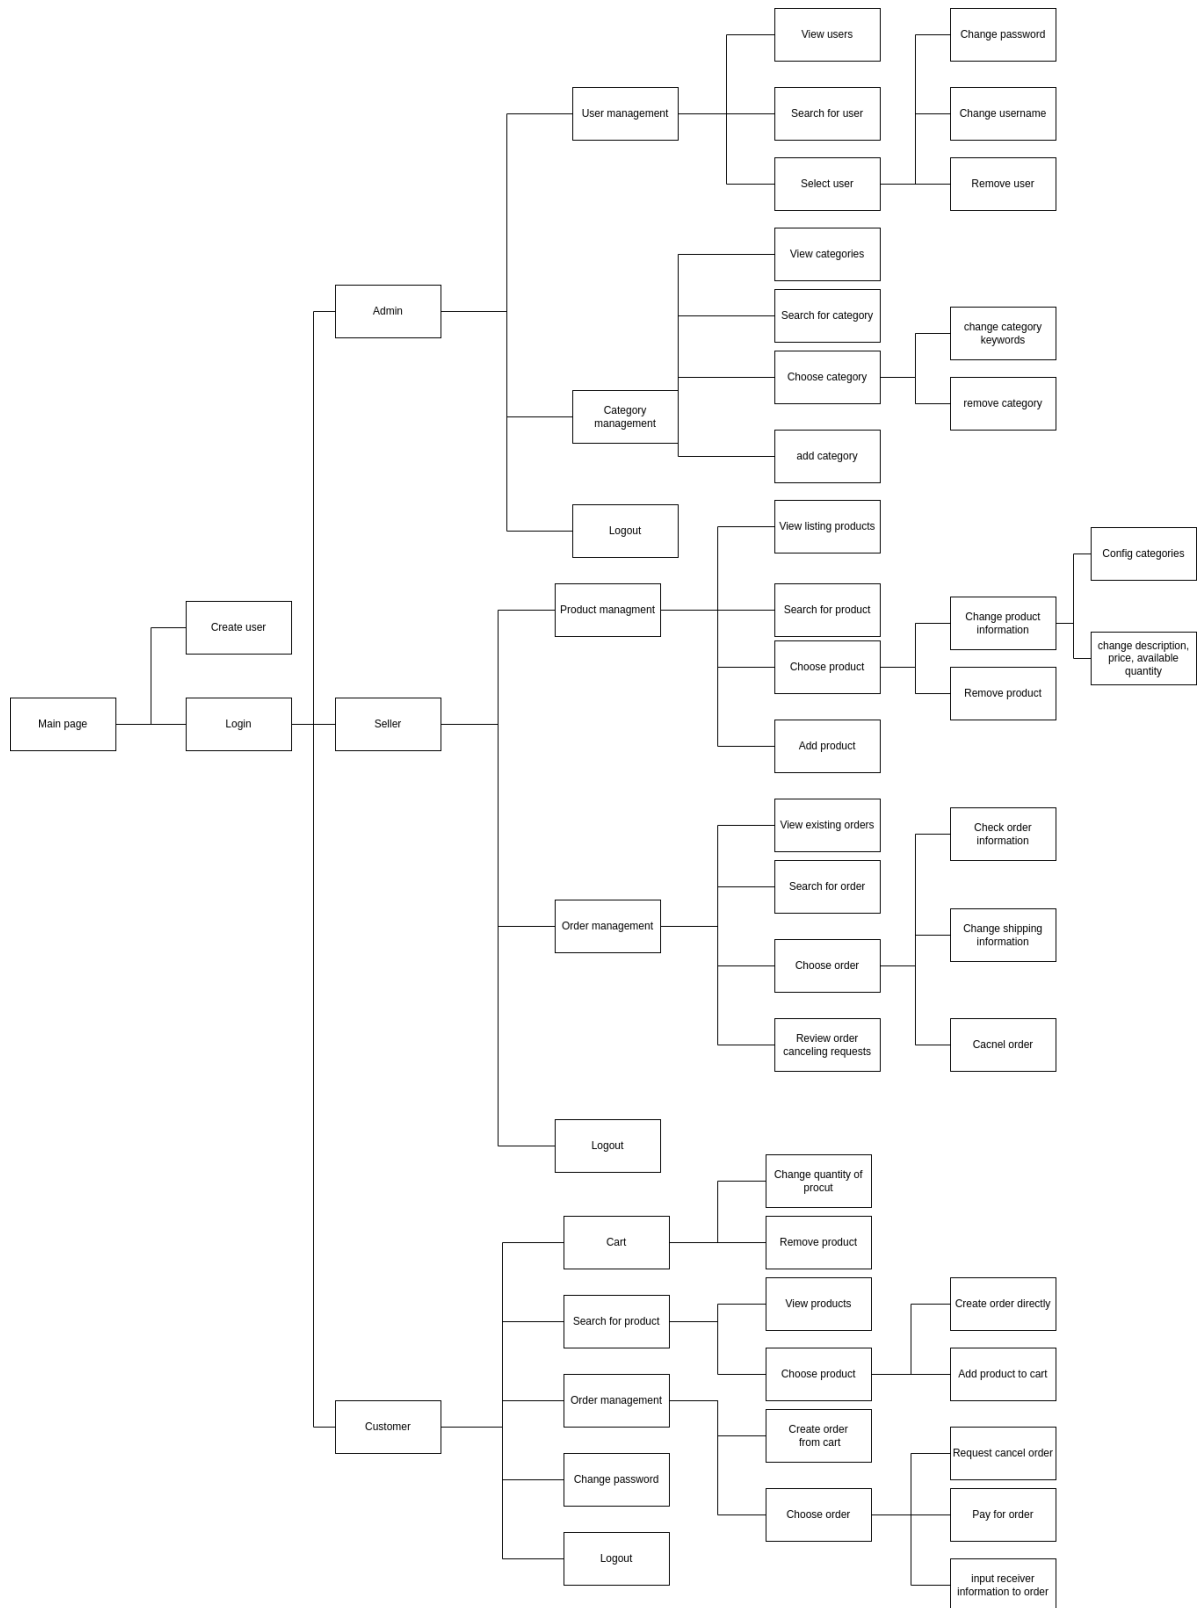 View users
Change password
User management
Search for user
Change username
Select user
Remove user
View categories
Admin
Search for category
change category
keywords
Choose category
Category
management
remove category
add category
Logout
View listing products
Config categories
Product managment
Search for product
Change product
information
Create user
change description,
price, available
quantity
Choose product
Remove product
Main page
Login
Seller
Add product
View existing orders
Check order
information
Search for order
Order management
Change shipping
information
Choose order
Review order
canceling requests
Cacnel order
Logout
Change quantity of
procut
Cart
Remove product
View products
Create order directly
Search for product
Choose product
Add product to cart
Order management
Customer
Create order
from cart
Request cancel order
Change password
Choose order
Pay for order
Logout
input receiver
information to order